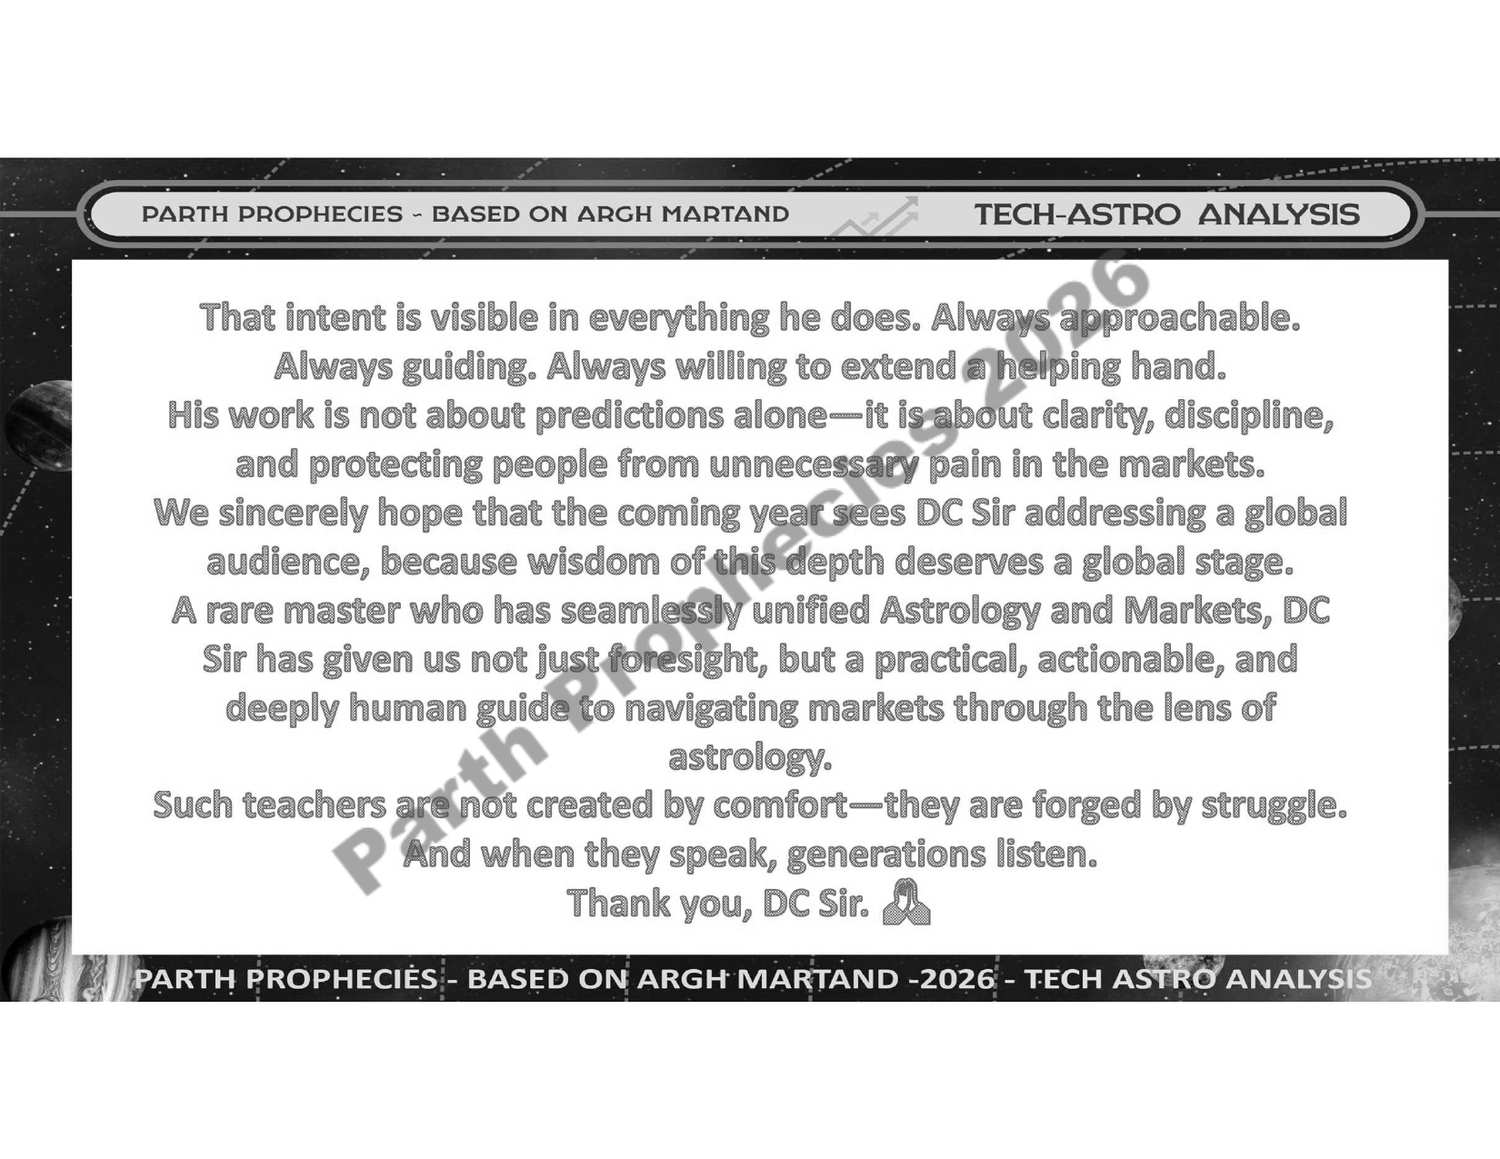 PARTH PROPHECIES ~ BASED ON ARGH MARTAND
TECH-ASTRO ANALYSIS
That intent is visible in everything he does. Always approachable.
Always guiding. Always willing to extend a helping hand.
His work is not about predictions alone—it is about clarity, discipline,
and protecting people from unnecessary pain in the markets.
We sincerely hope that the coming year sees DC Sir addressing a global
audience, because wisdom of this depth deserves a global stage.
A rare master who has seamlessly unified Astrology and Markets, DC
Sir has given us not just foresight, but a practical, actionable, and
deeply human guide to navigating markets through the lens of
astrology.
Such teachers are not created by comfort—they are forged by struggle.
And when they speak, generations listen.
Thank you, DC Sir. 🙏
Parth Prophecies 2026
PARTH PROPHECIES - BASED ON ARGH MARTAND -2026 - TECH ASTRO ANALYSIS